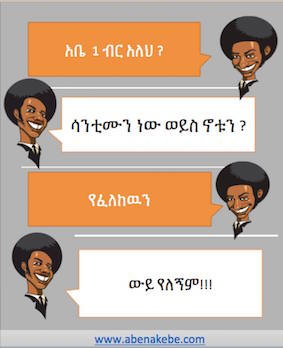 አቤ 1 ብር አለህ ?
ሳንቲሙን ነው ወይስ ኖቱን ?
የፈለከዉን
ውይ የለኝም!!!
www.abenakebe.com